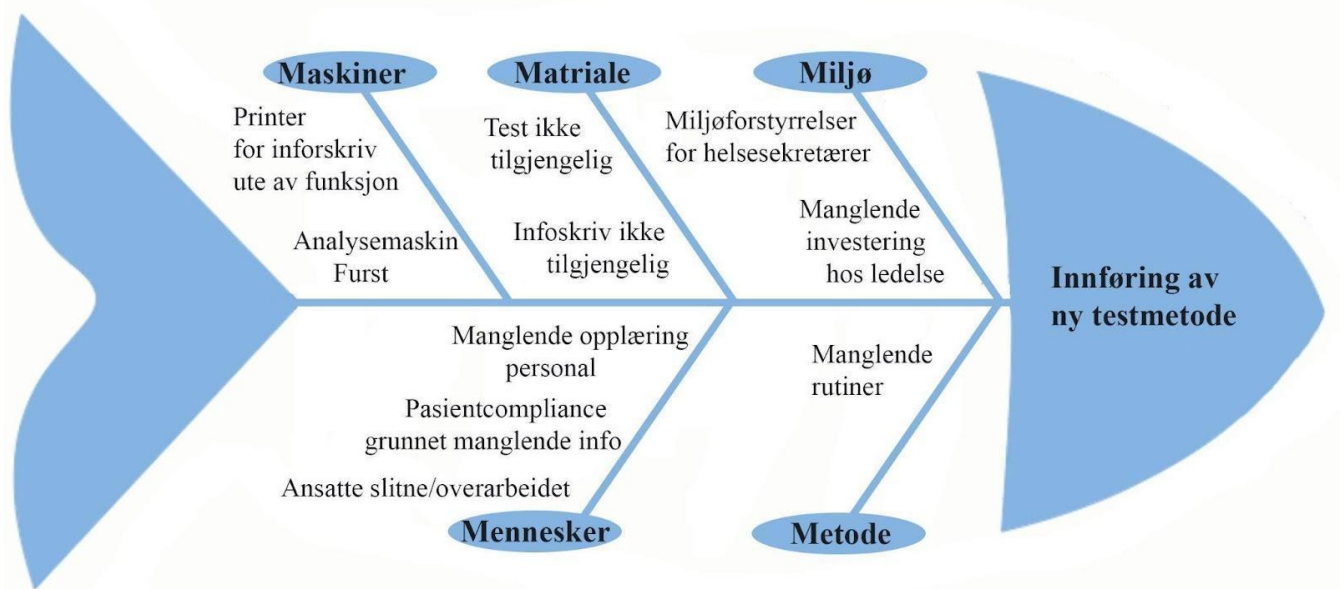 Maskiner
Printer
for inforskriv
ute av funksjon
Analysemaskin
Furst
Matriale
Test ikke
tilgjengelig
Infoskriv ikke
tilgjengelig
Miljø
Miljøforstyrrelser
for helsesekretærer
Manglende
investering
hos ledelse
Innføring av
ny testmetode
Manglende opplæring
personal
Pasientcompliance
grunnet manglende info
Ansatte slitne/overarbeidet
Mennesker
Manglende
rutiner
Metode